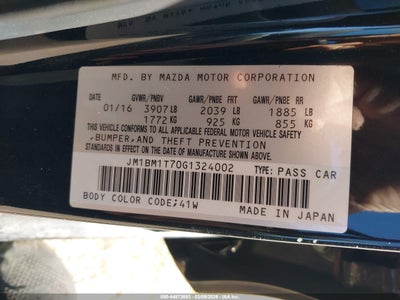 MFD. BY MAZDA MOTOR CORPORATION
GVWR/PNBV GAWR/PNBE FRT GAWR/PNBE RR
01/16 3907 LB 2039 LB 1885 LB
1772 KG 925 KG 855 KG
THIS VEHICLE CONFORMS TO ALL APPLICABLE FEDERAL MOTOR VEHICLE SAFETY
,BUMPER,AND THEFT PREVENTION
STANDARDS IN EFFECT ON THE DATE OF MANUFACTURE SHOWN ABOVE.
JM1BM1T70G1324002 TYPE: PASS CAR
BODY COLOR CODE;41W MADE IN JAPAN